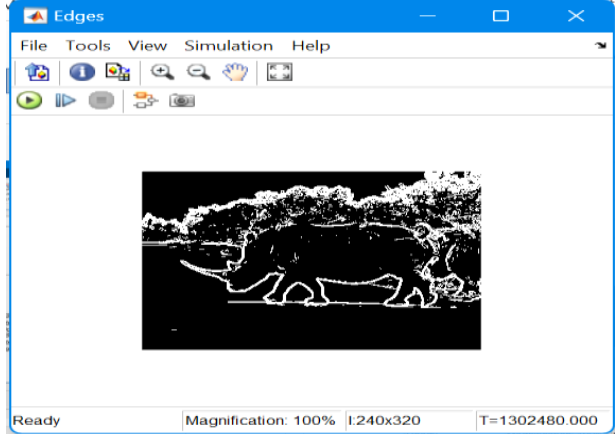 Edges
File Tools View Simulation Help
Ready Magnification: 100% I:240x320 T=1302480.000